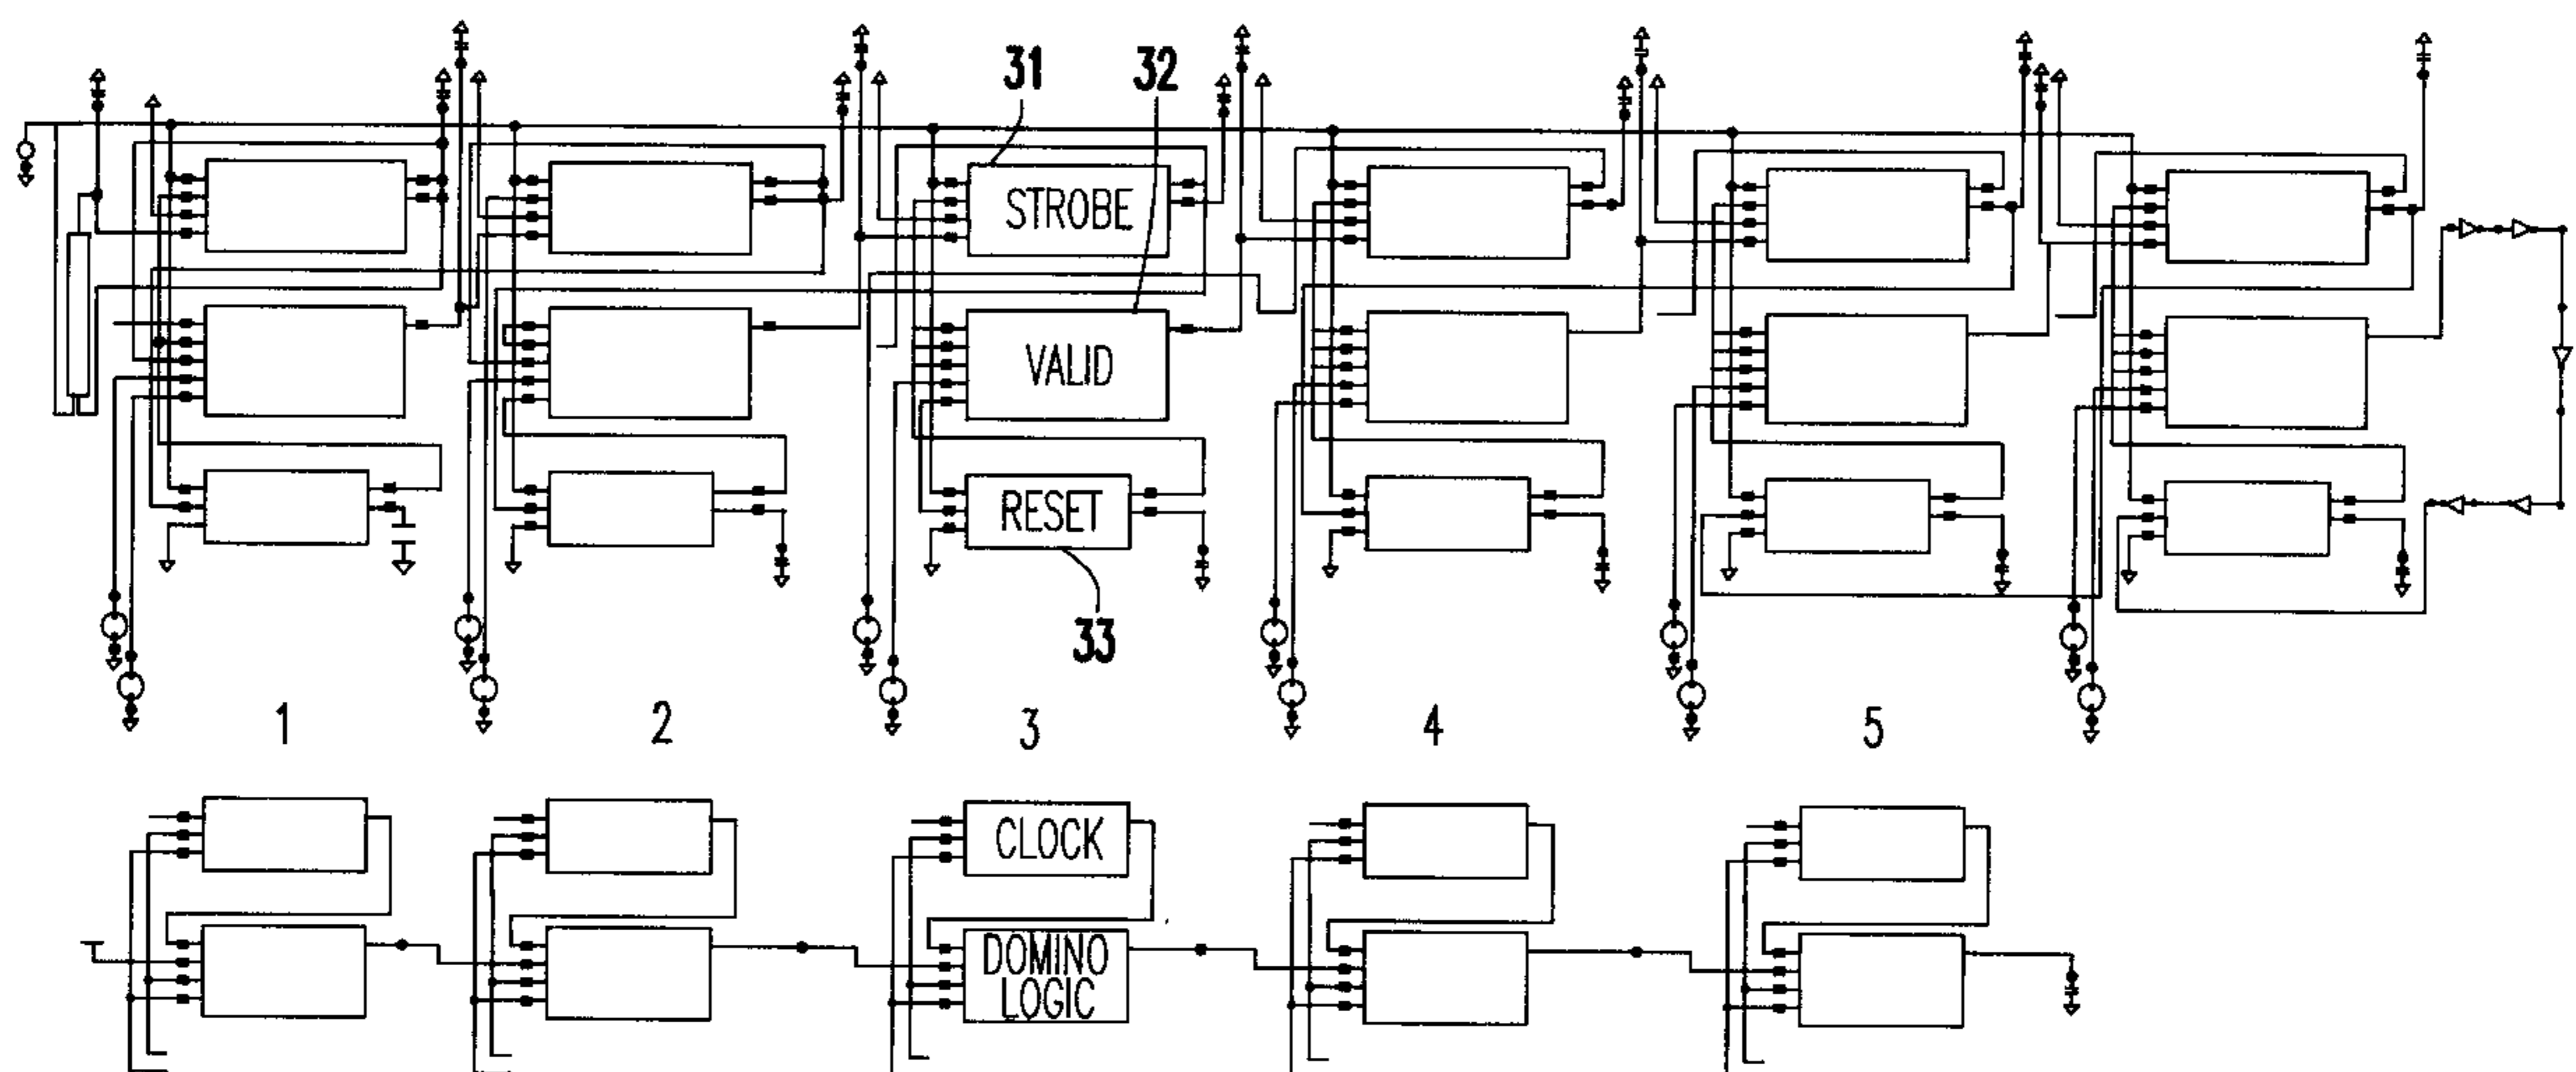 31
32
STROBE
VALID
RESET
33
1
2
3
4
5
CLOCK
DOMINO
LOGIC